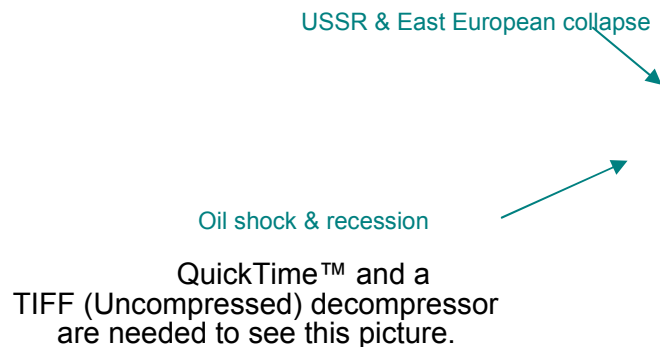 USSR & East European collapse
Oil shock & recession
QuickTime™ and a
TIFF (Uncompressed) decompressor
are needed to see this picture.